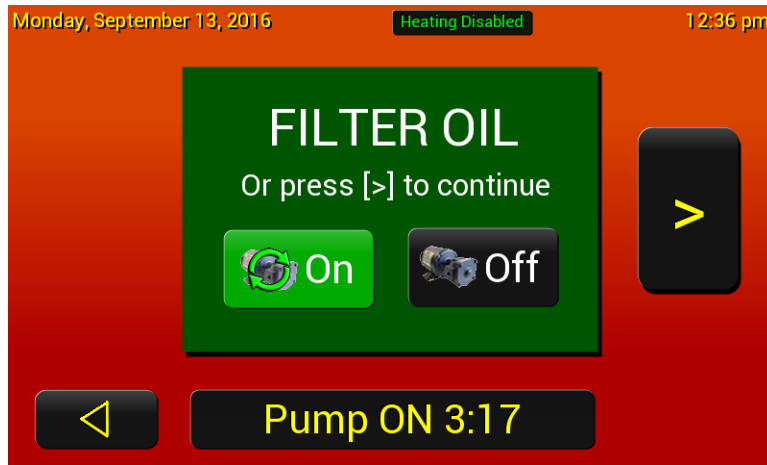 Monday, September 13, 2016 Heating Disabled 12:36 pm
FILTER OIL
Or press [>] to continue
On Off
>
Pump ON 3:17